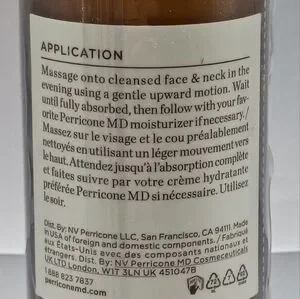 APPLICATION
Massage onto cleansed face & neck in the
evening using a gentle upward motion. Wait
until fully absorbed, then follow with your fav-
orite Perricone MD moisturizer if necessary./
Massez sur le visage et le cou préalablement
nettoyés en utilisant un léger mouvement vers
le haut. Attendez jusqu'à l'absorption complète
et faites suivre par votre crème hydratante
préférée Perricone MD si nécessaire. Utilisez
le soir.
Dist. By: NV Perricone LLC, San Francisco, CA 94111. Made
in USA of foreign and domestic components. / Fabriqué
aux États-Unis avec des composants nationaux et
étrangers. Dist. By: NV Perricone MD Cosmeceuticals
UK LTD London, W1T 3LN UK 451047B
1.888 823 7837
perriconemd.com